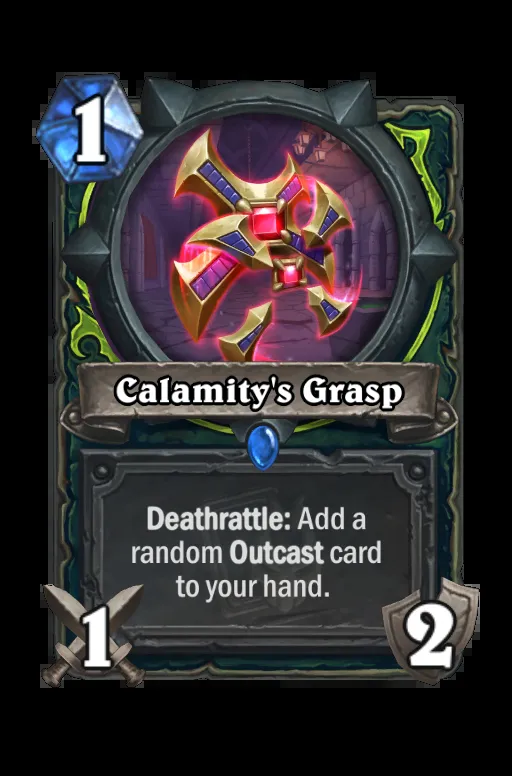 1
Calamity's Grasp
Deathrattle: Add a
random Outcast card
to your hand.
1
2